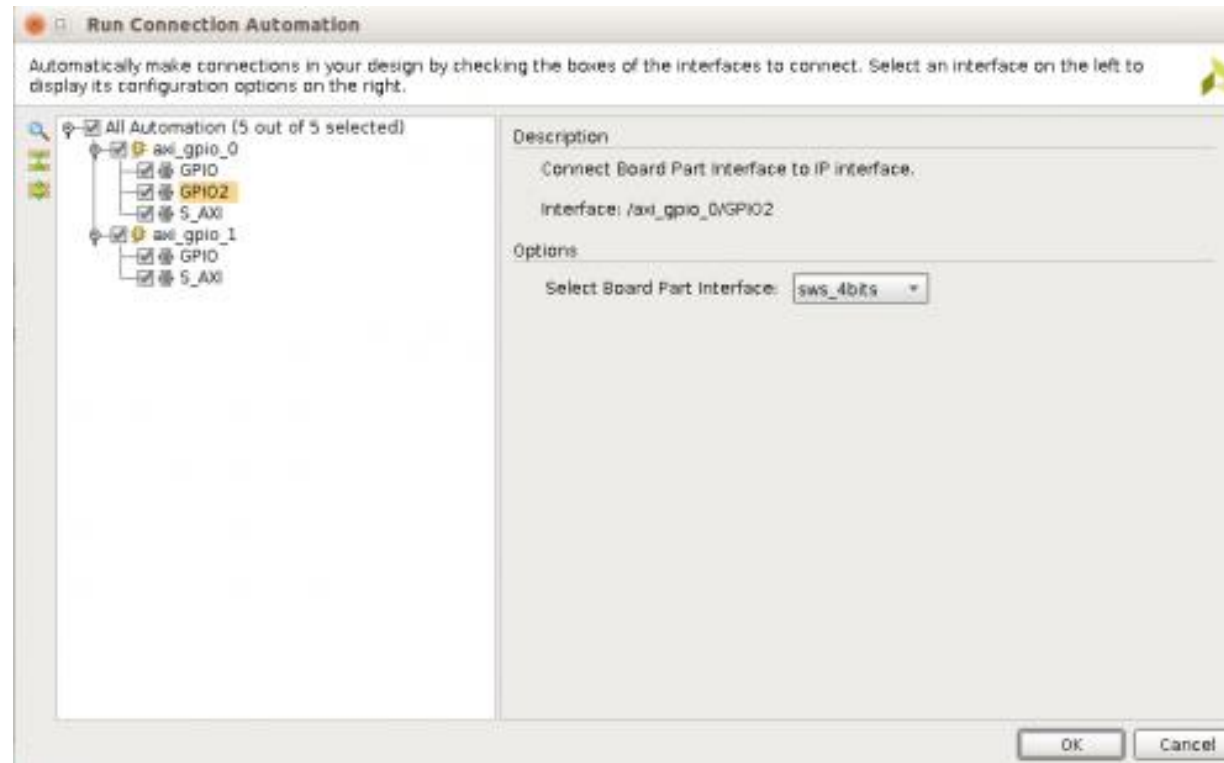 Run Connection Automation
Automatically make connections in your design by checking the boxes of the interfaces to connect. Select an interface on the left to
display its configuration options on the right.
All Automation (5 out of 5 selected)
axi_gpio_0
GPIO
GPIO2
S_AXI
axi_gpio_1
GPIO
S_AXI
Description
Connect Board Part Interface to IP interface.
Interface: /axi_gpio_0/GPIO2
Options
Select Board Part Interface: sws_4bits
OK
Cancel